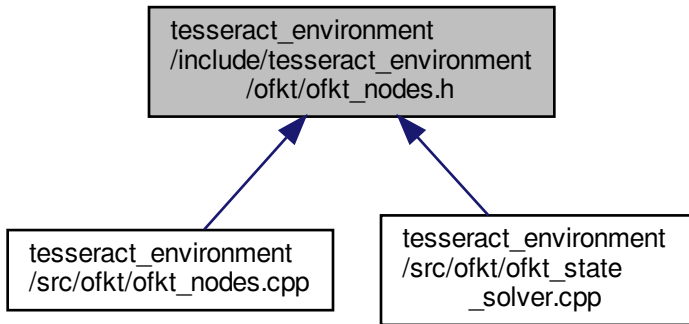 tesseract_environment
/include/tesseract_environment
/ofkt/ofkt_nodes.h
tesseract_environment
/src/ofkt/ofkt_nodes.cpp
tesseract_environment
/src/ofkt/ofkt_state
_solver.cpp